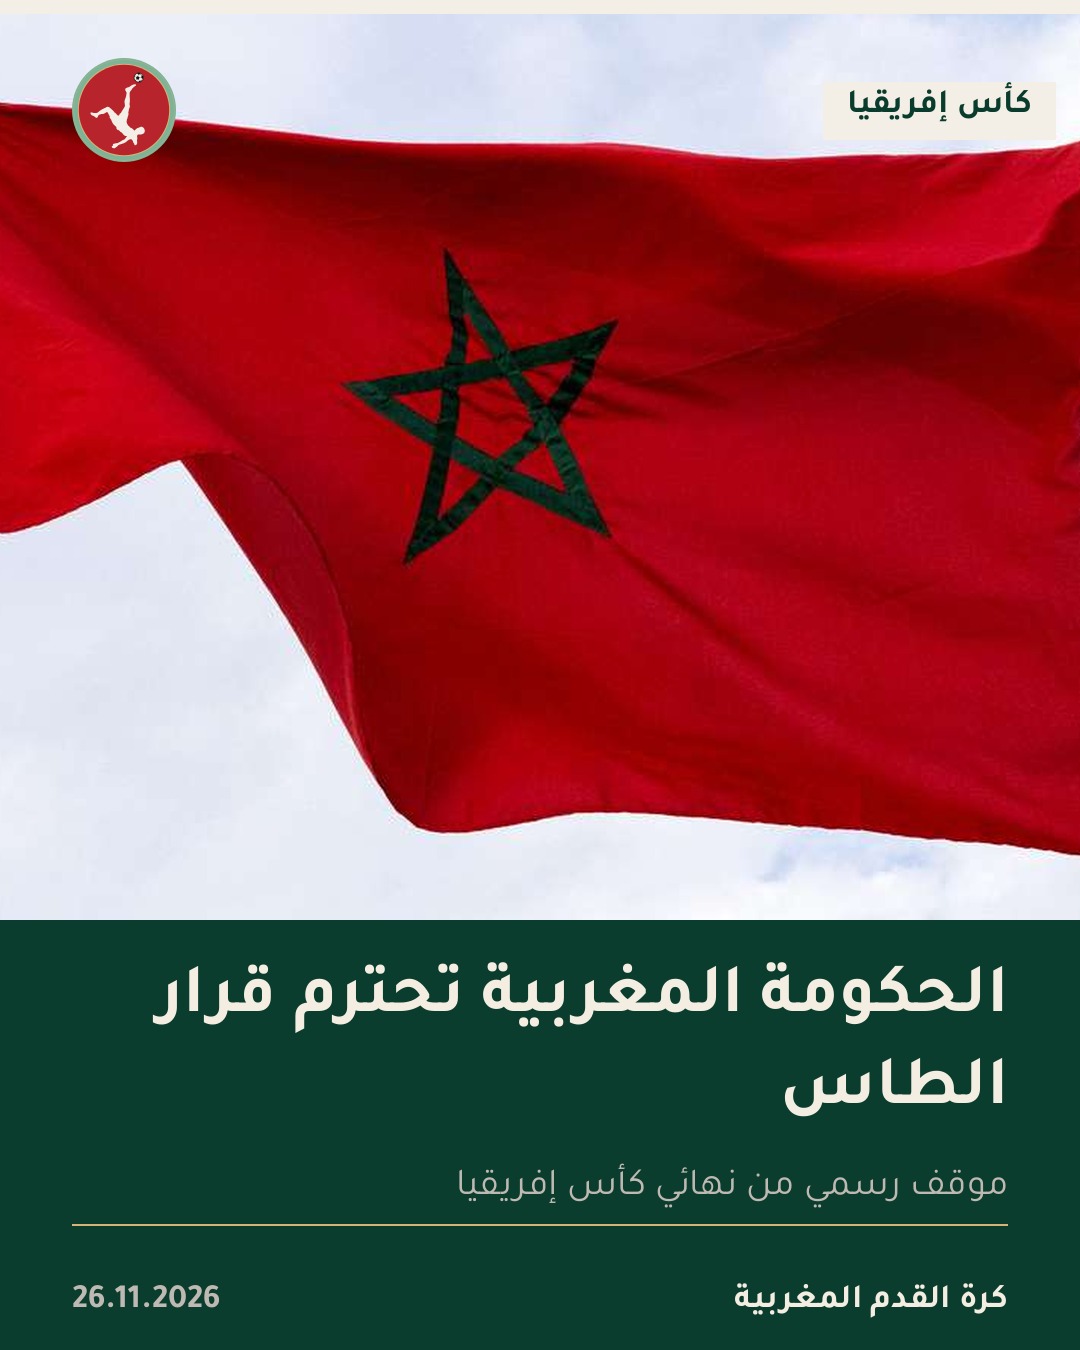 كأس إفريقيا
الحكومة المغربية تحترم قرار
الطاس
موقف رسمي من نهائي كأس إفريقيا
كرة القدم المغربية
26.11.2026